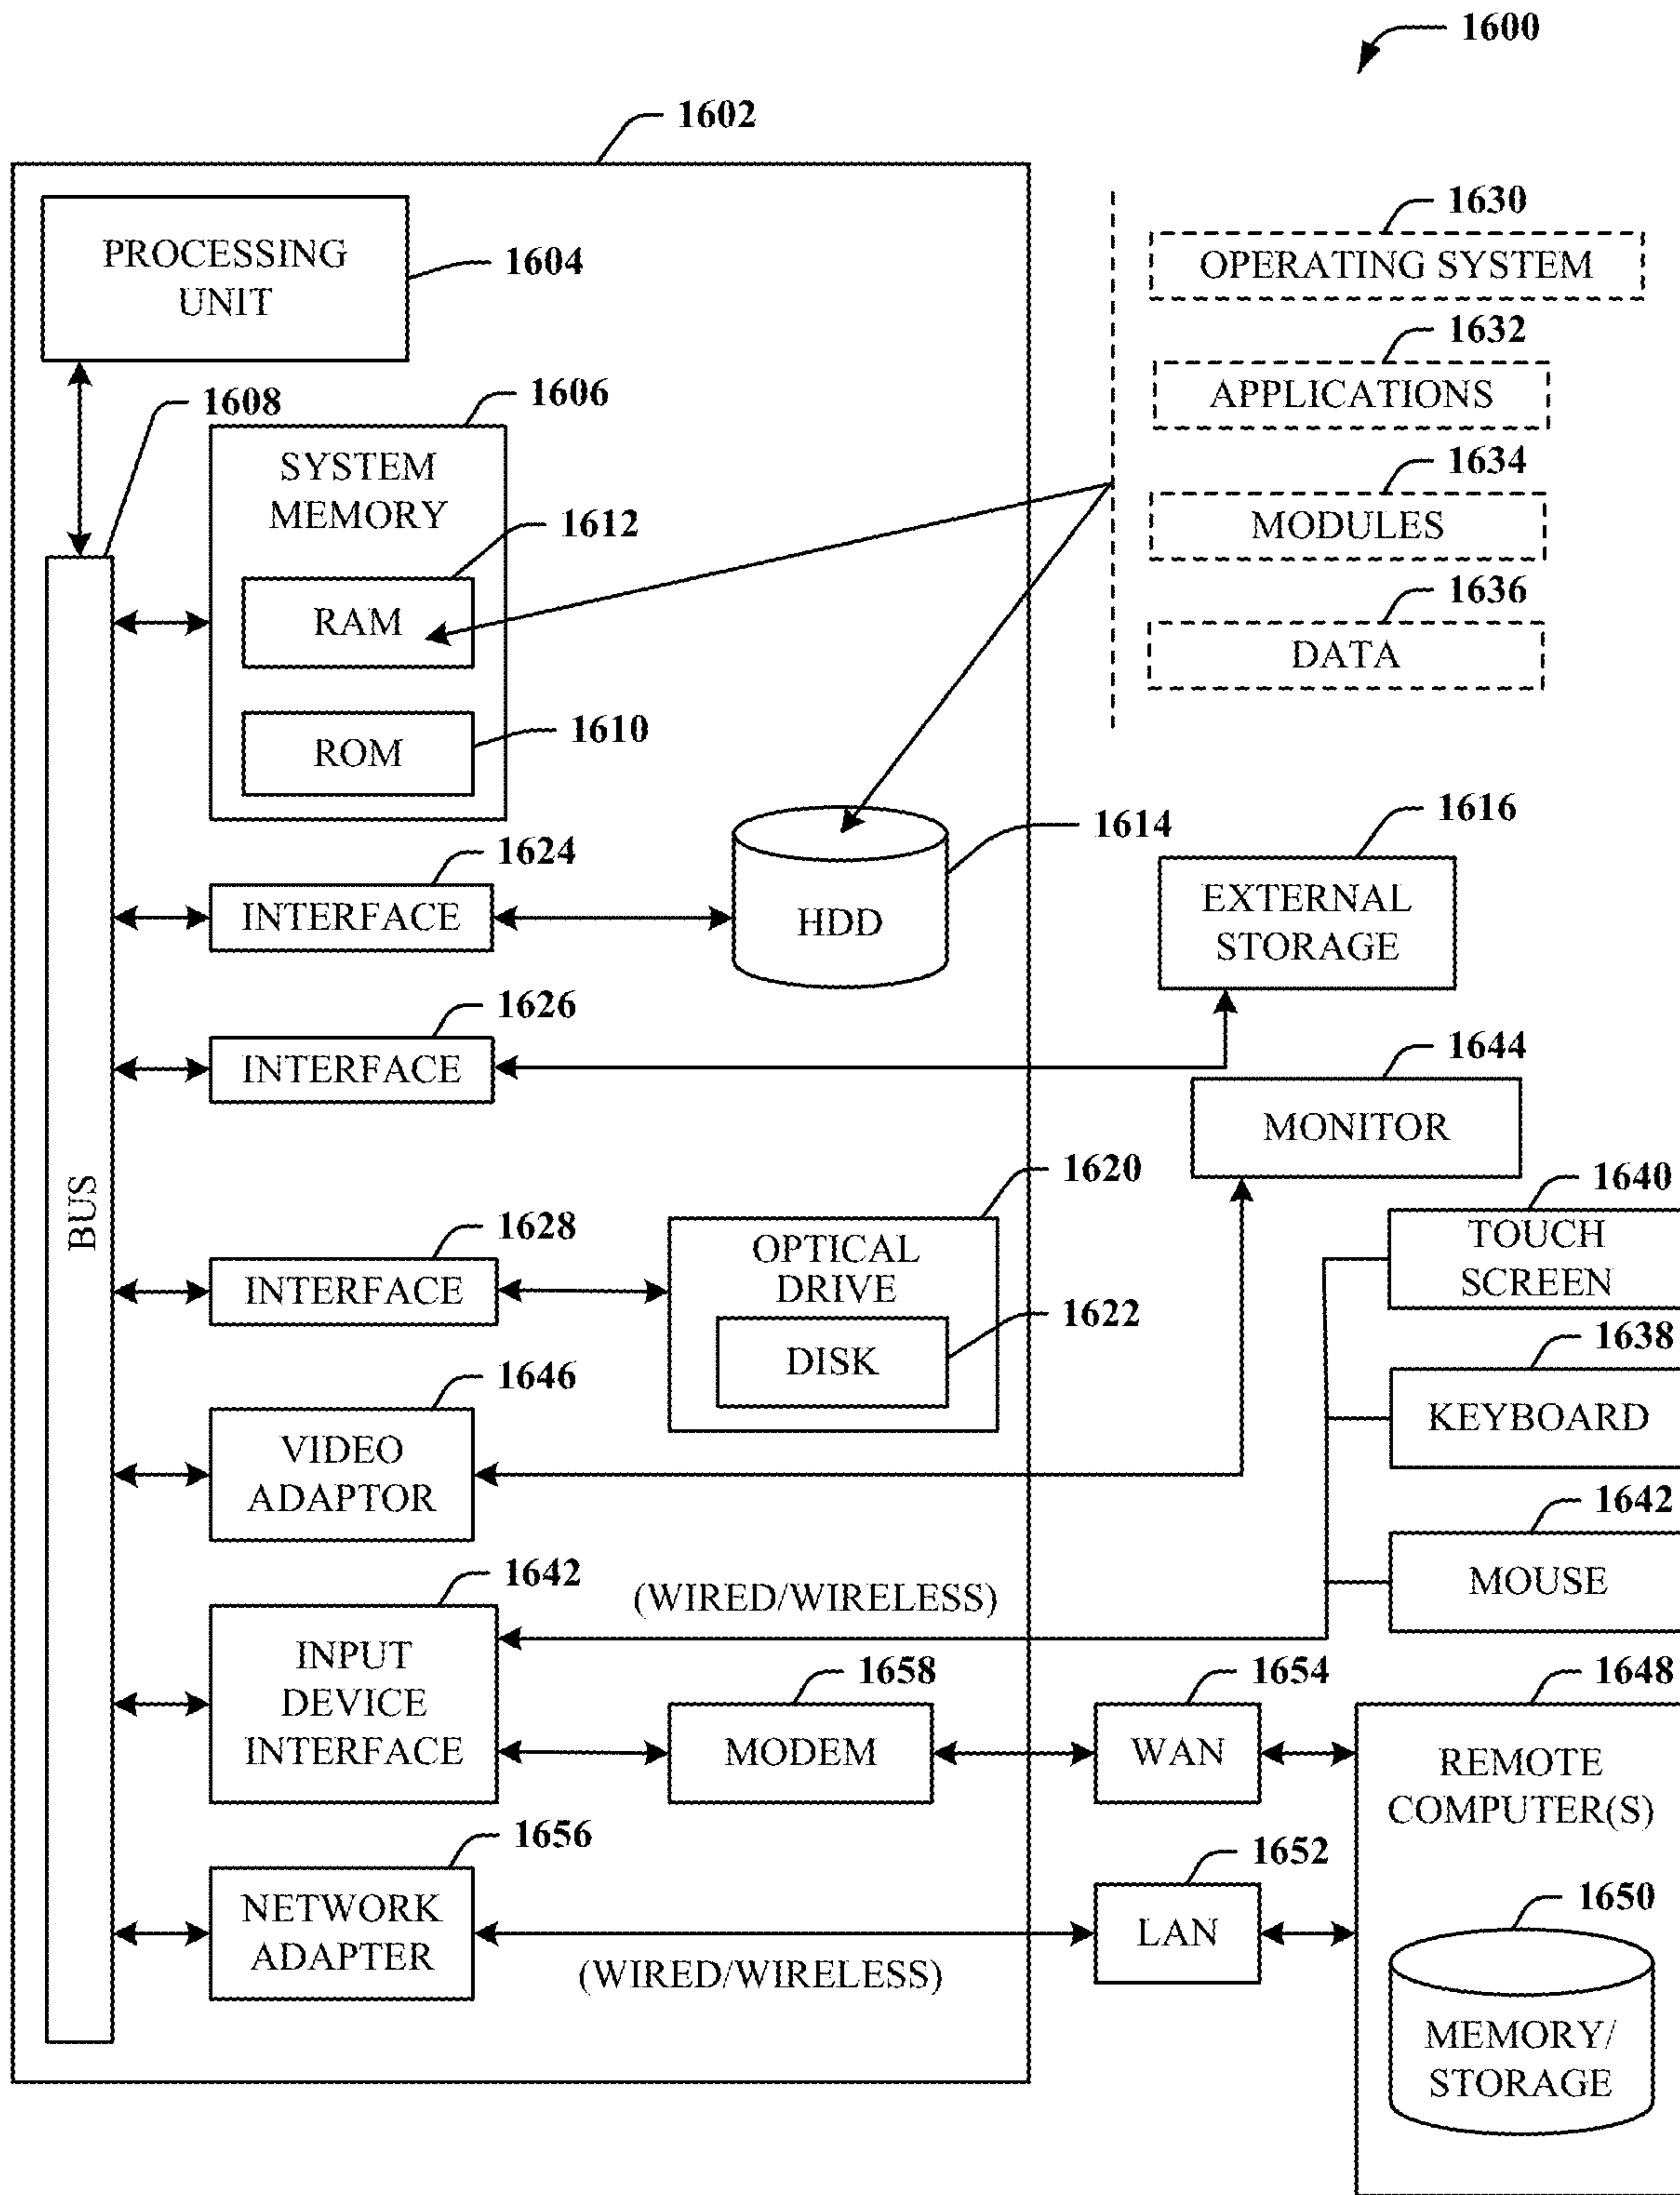 1600
1602
PROCESSING
UNIT
1604
1630
OPERATING SYSTEM
1632
APPLICATIONS
1634
MODULES
1636
DATA
1608
1606
SYSTEM
MEMORY
1612
RAM
1610
ROM
1624
INTERFACE
1614
HDD
1616
EXTERNAL
STORAGE
1626
INTERFACE
1644
MONITOR
BUS
1628
INTERFACE
1620
OPTICAL
DRIVE
1622
DISK
1640
TOUCH
SCREEN
1638
KEYBOARD
1646
VIDEO
ADAPTOR
1642
MOUSE
1642
INPUT
DEVICE
INTERFACE
(WIRED/WIRELESS)
1658
MODEM
1654
WAN
1648
REMOTE
COMPUTER(S)
1656
NETWORK
ADAPTER
(WIRED/WIRELESS)
1652
LAN
1650
MEMORY/
STORAGE